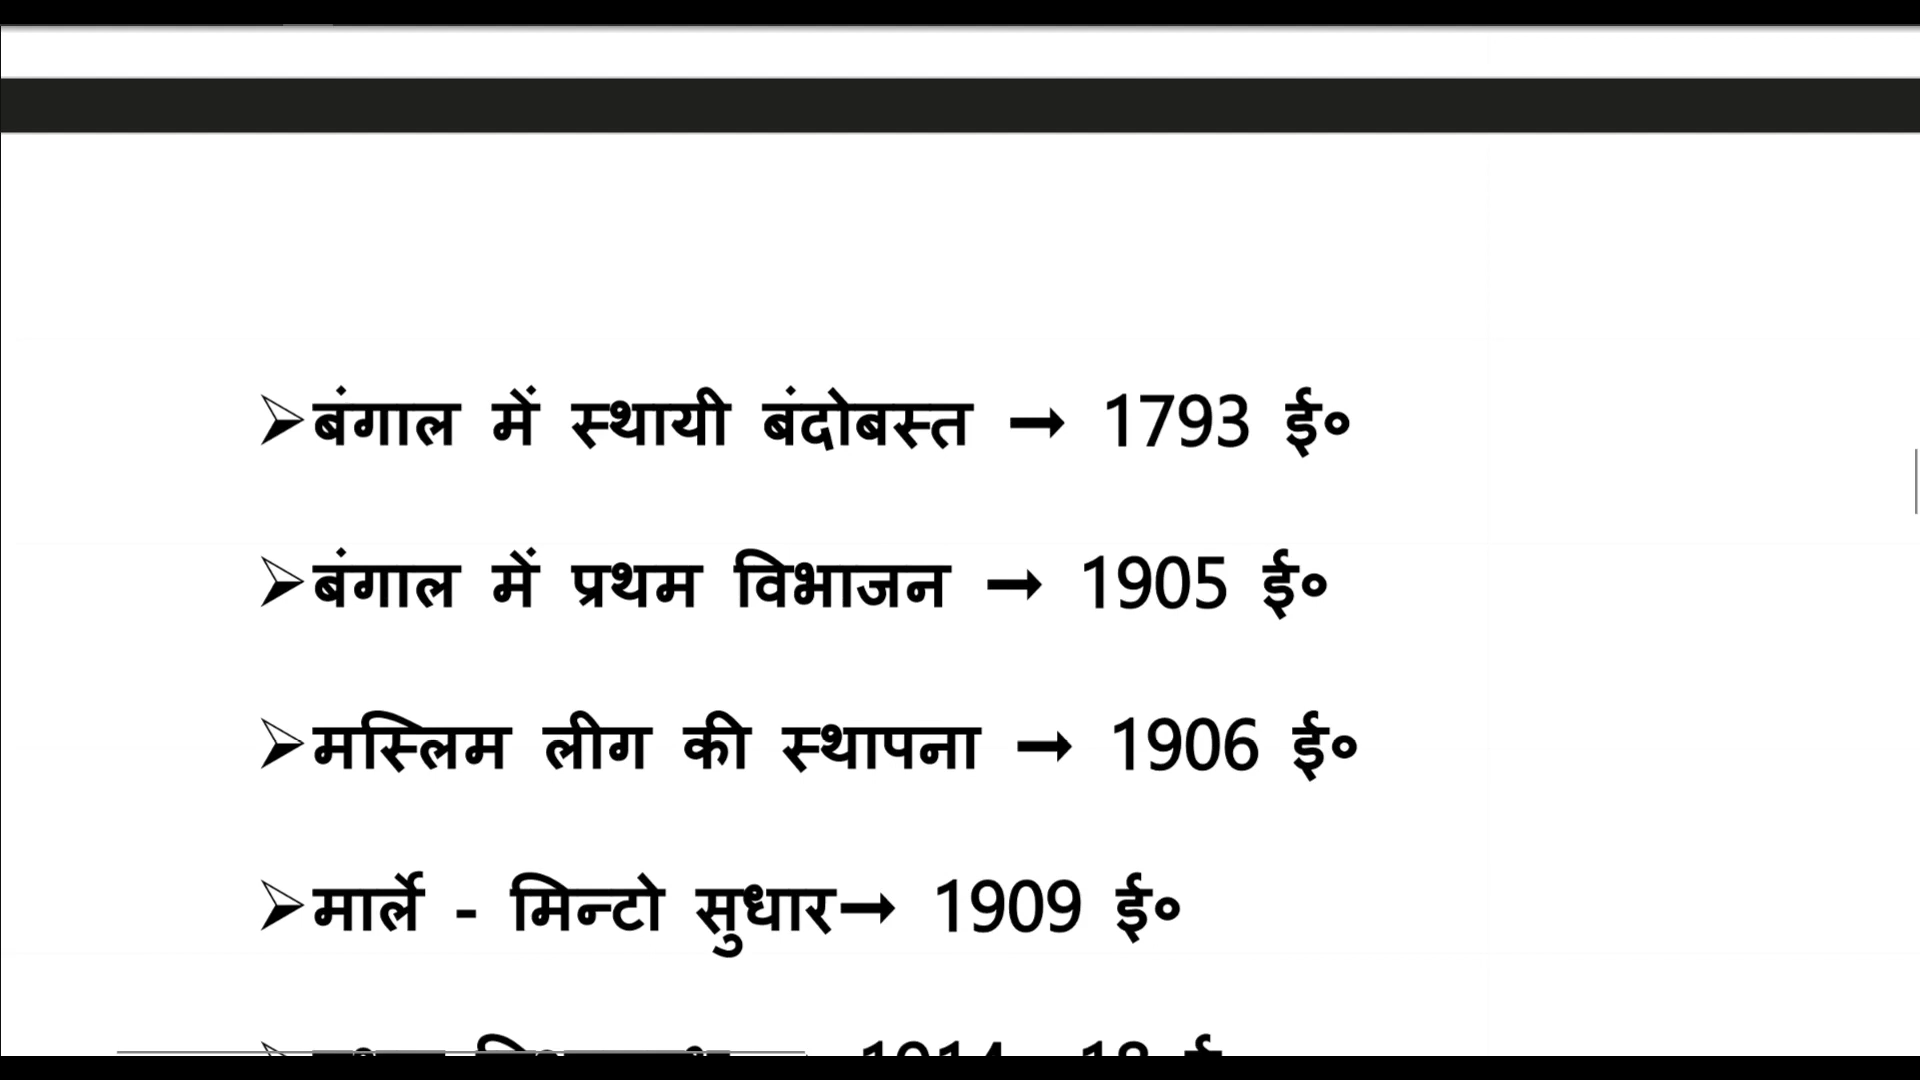 ➢बंगाल में स्थायी बंदोबस्त → 1793 ई०
➢बंगाल में प्रथम विभाजन → 1905 ई०
➢मस्लिम लीग की स्थापना → 1906 ई०
➢मार्ले - मिन्टो सुधार→ 1909 ई०